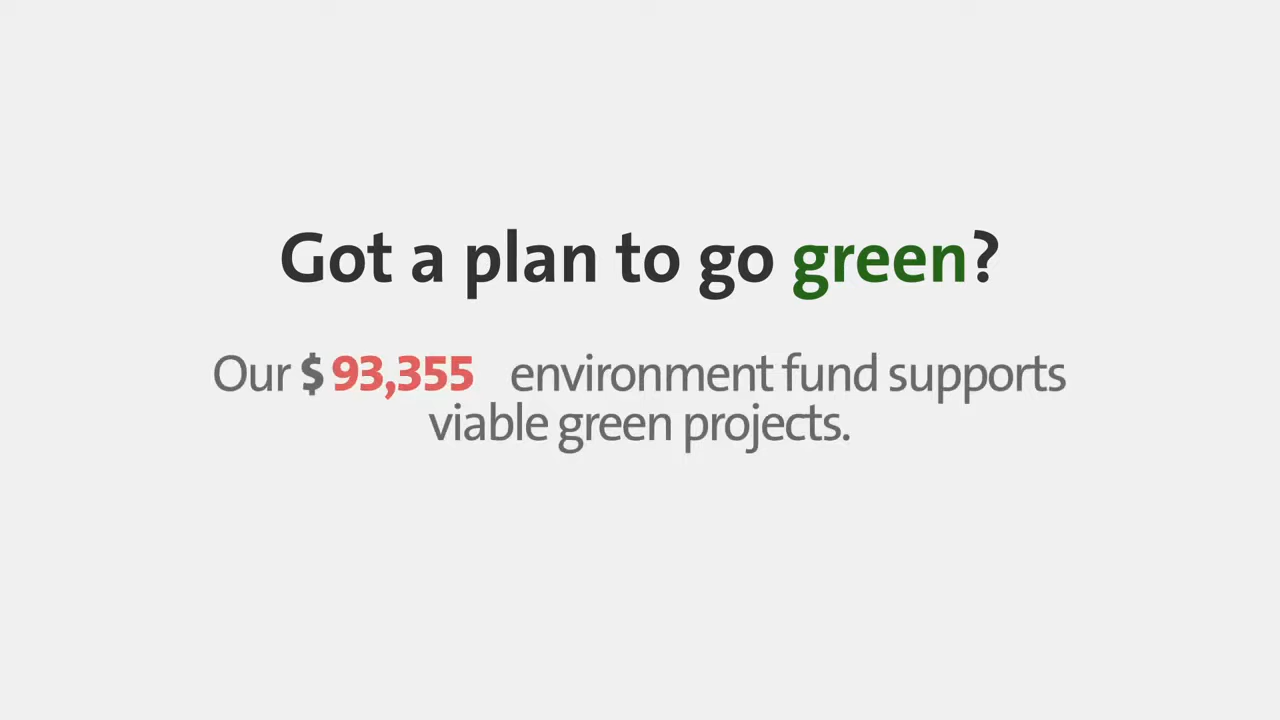 Got a plan to go green?
Our $ 93,355 environment fund supports
viable green projects.